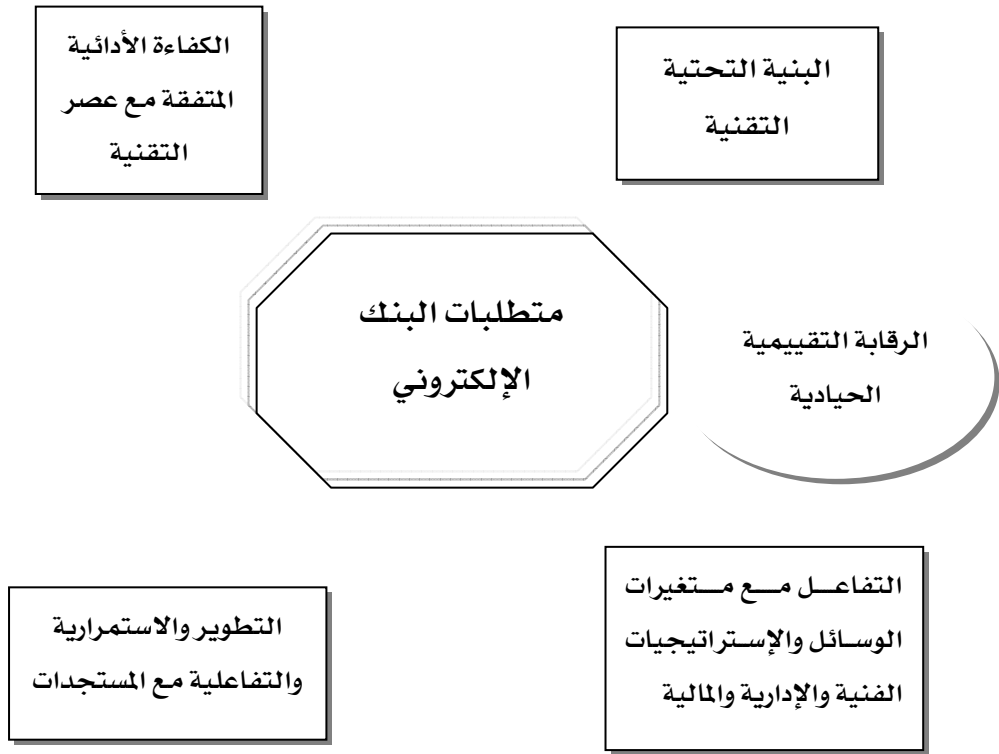 البنية التحتية
التقنية
الكفاءة الأدائية
المتفقة مع عصر
التقنية
متطلبات البنك
الإلكتروني
الرقابة التقييمية
الحيادية
التفاعل مع متغيرات
الوسائل والإستراتيجيات
الفنية والإدارية والمالية
التطوير والاستمرارية
والتفاعلية مع المستجدات